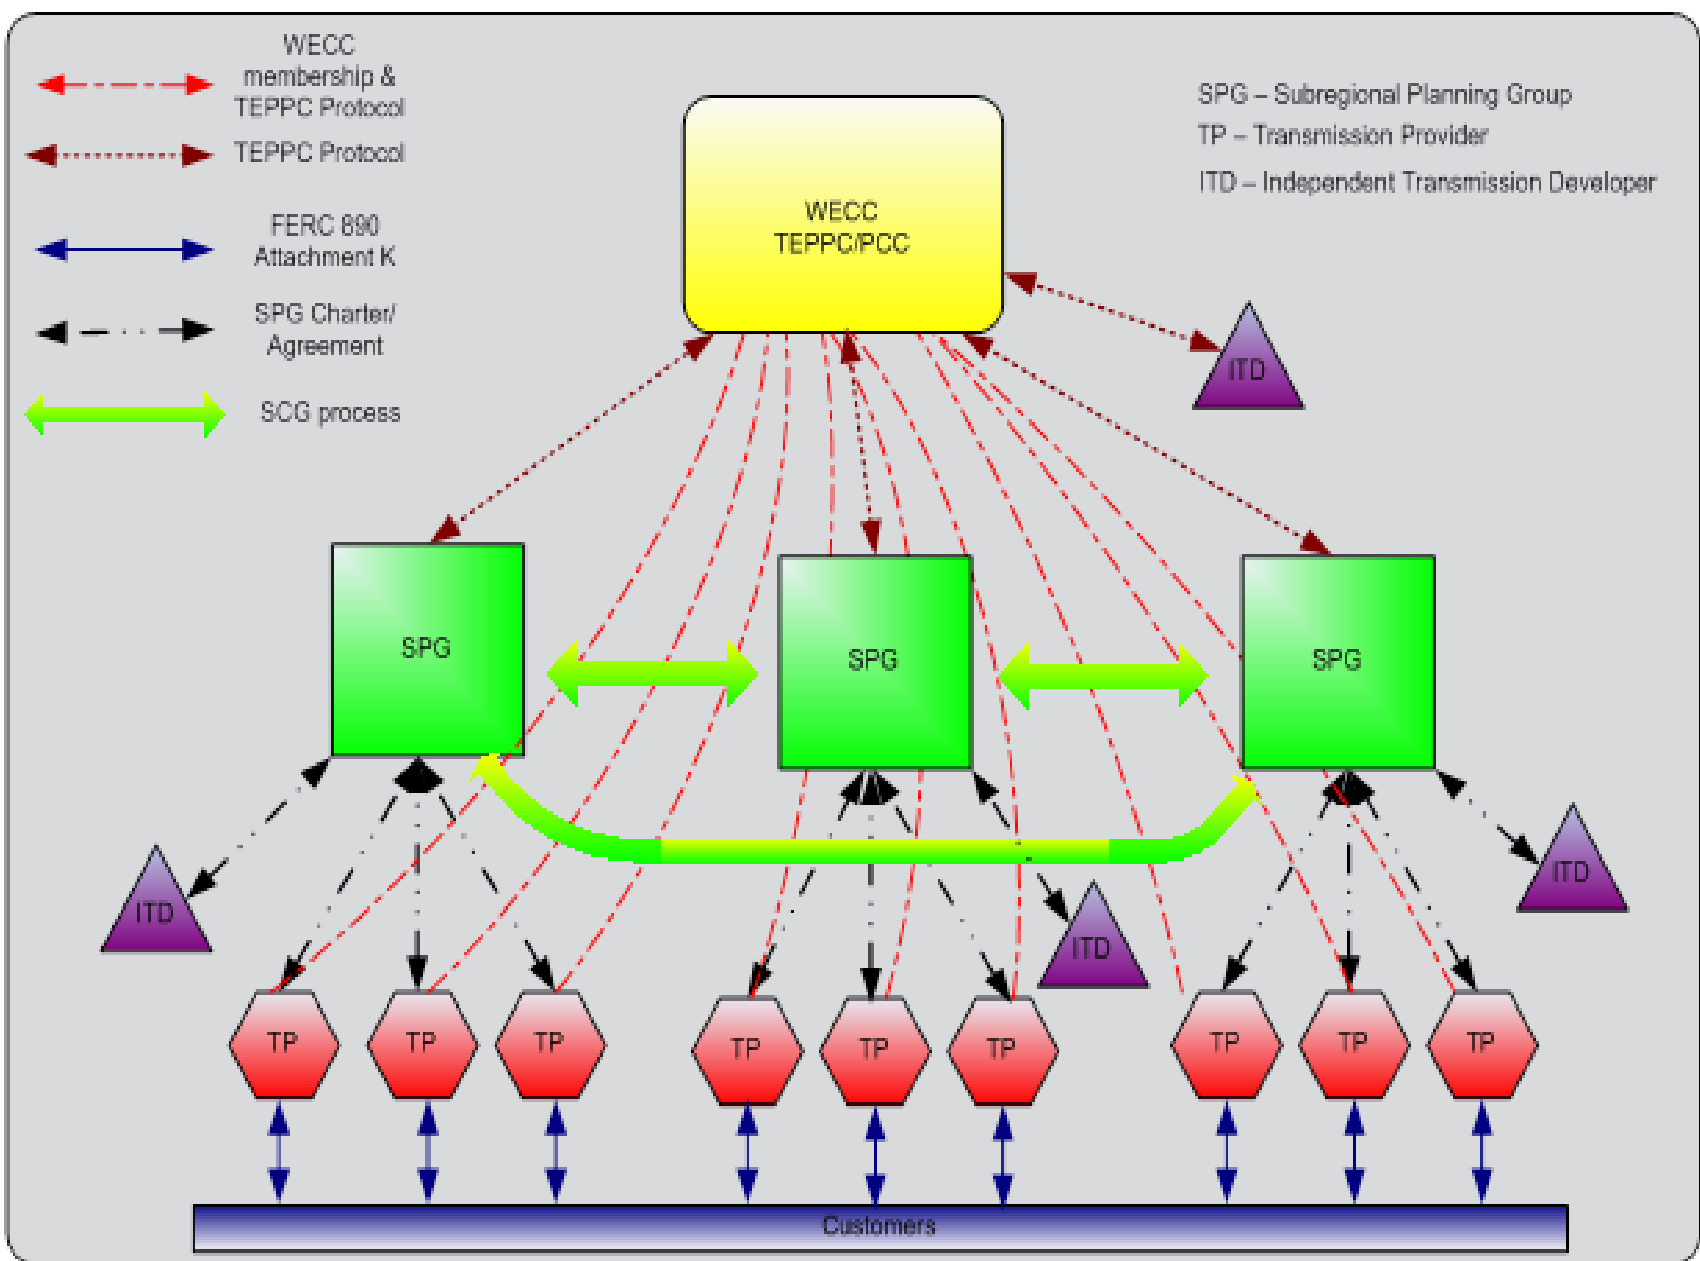 WECC
membership &
TEPPC Protocol
TEPPC Protocol
FERC 890
Attachment K
SPG Charter/
Agreement
SCG process
SPG – Subregional Planning Group
TP – Transmission Provider
ITD – Independent Transmission Developer
WECC
TEPPC/PCC
ITD
SPG
SPG
SPG
ITD
ITD
ITD
TP
TP
TP
TP
TP
TP
TP
TP
TP
Customers